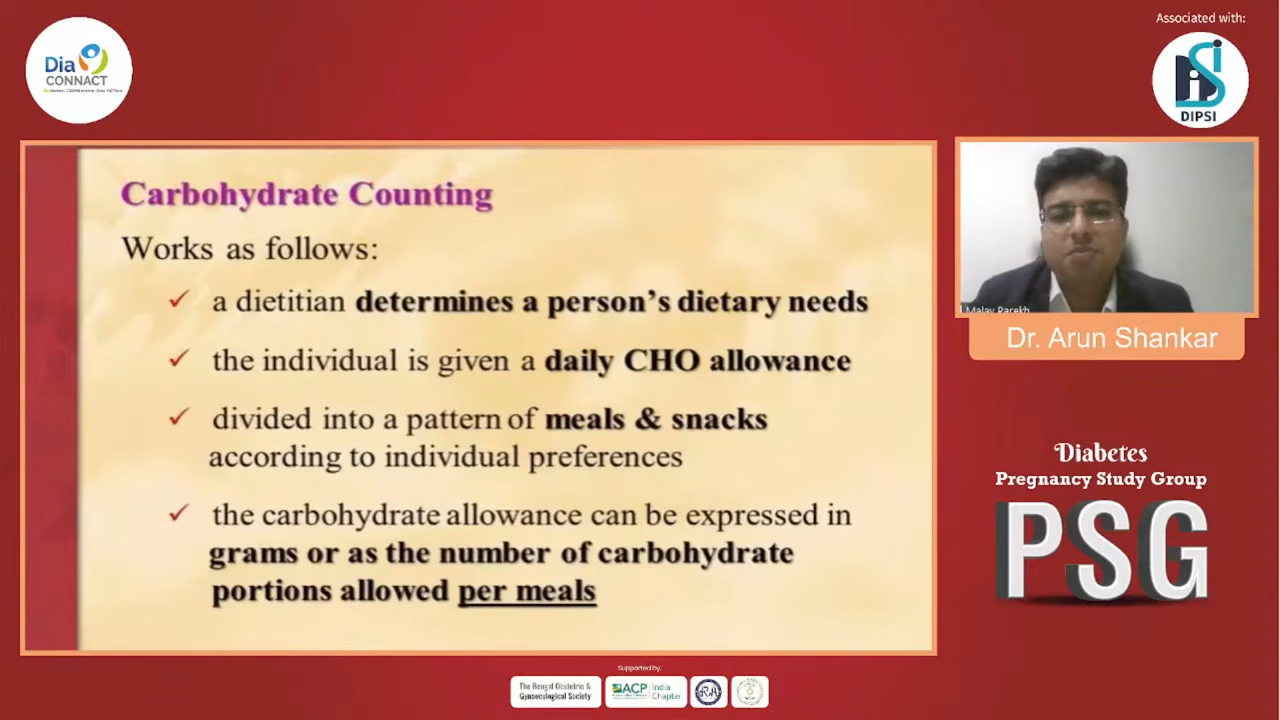 Associated with:
Dia
CONNACT
DIPSI
Carbohydrate Counting
Works as follows:
✓ a dietitian determines a person's dietary needs
✓ the individual is given a daily CHO allowance
✓ divided into a pattern of meals & snacks
according to individual preferences
✓ the carbohydrate allowance can be expressed in
grams or as the number of carbohydrate
portions allowed per meals
Malay Parekh
Dr. Arun Shankar
Diabetes
Pregnancy Study Group
PSG
Supported by:
The Bengal Obstetric &
Gynaecological Society
ACP
India
Chapter